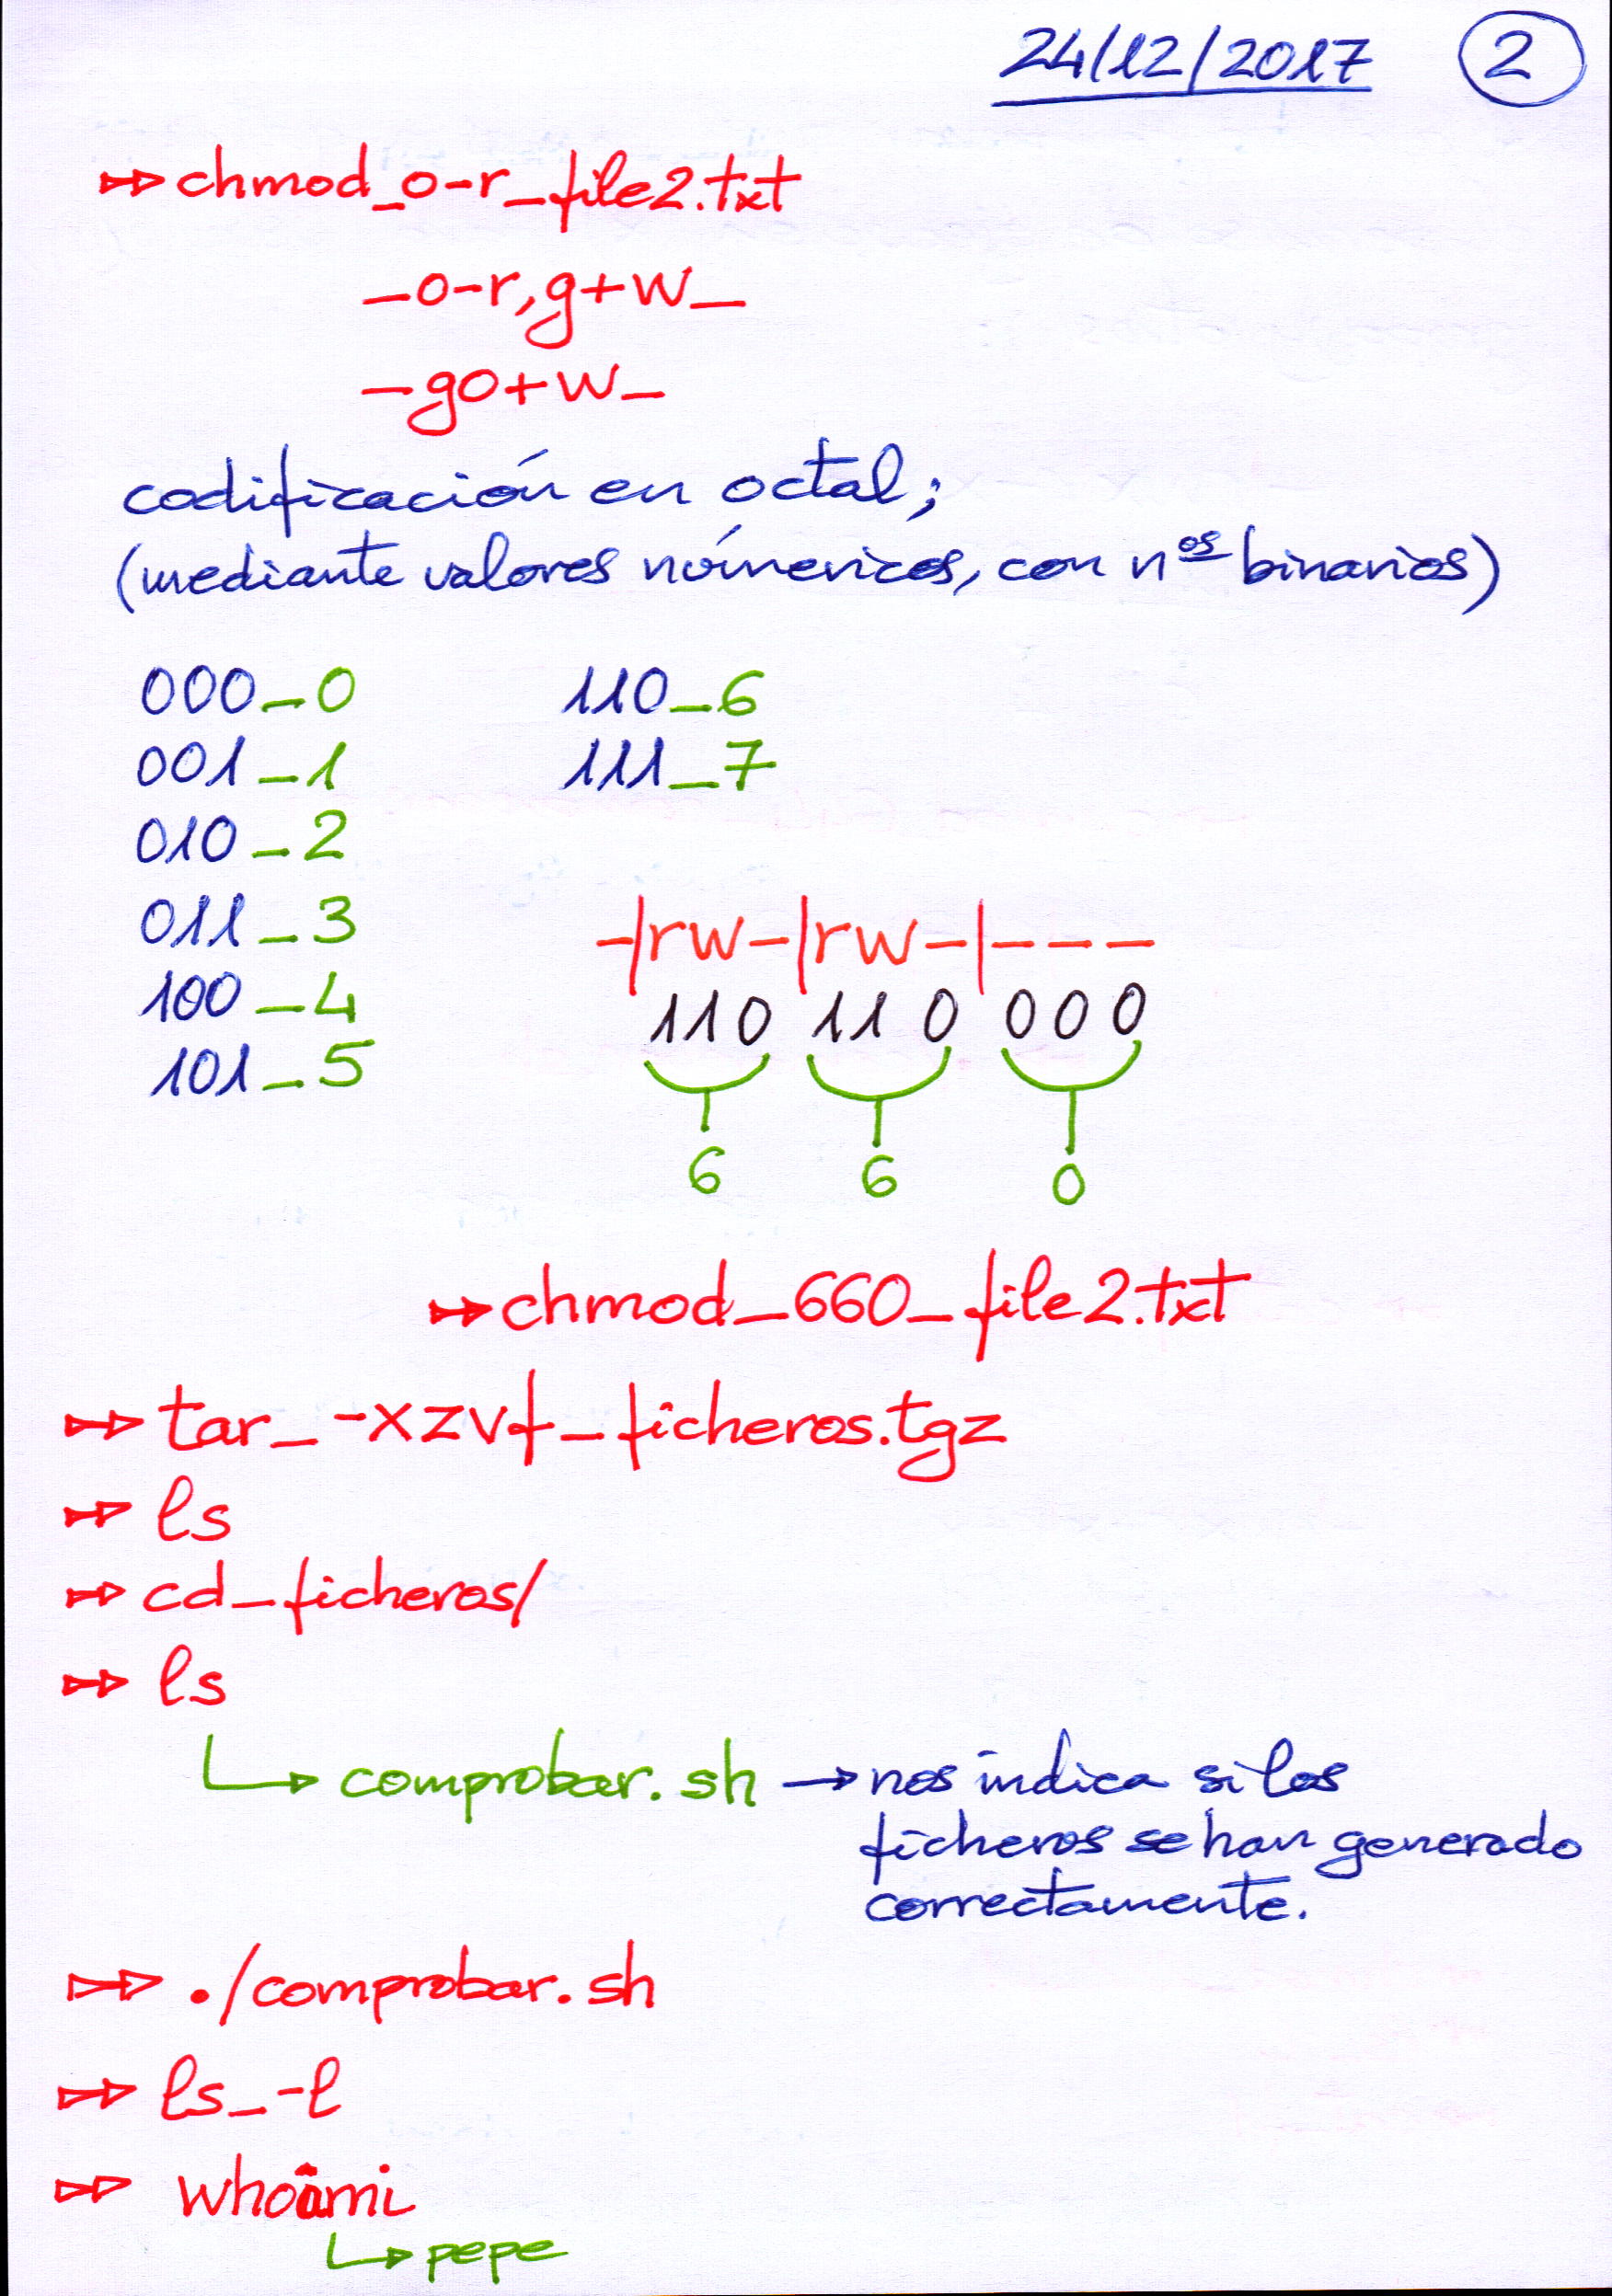 24/12/2017 2
⇒ chmod_o-r_file2.txt
_o-r,g+w_
_go+w_
codificación en octal;
(mediante valores númericos, con nºs binarios)
000_0 110_6
001_1 111_7
010_2
011_3
100_4
101_5
-|rw-|rw-|---
110 110 000
6 6 0
⇒ chmod_660_file2.txt
⇒ tar_-xzvf_ficheros.tgz
⇒ ls
⇒ cd_ficheros/
⇒ ls
↳ comprobar.sh → nos indica si los
ficheros se han generado
correctamente.
⇒ ./comprobar.sh
⇒ ls_-l
⇒ whoami
↳ pepe